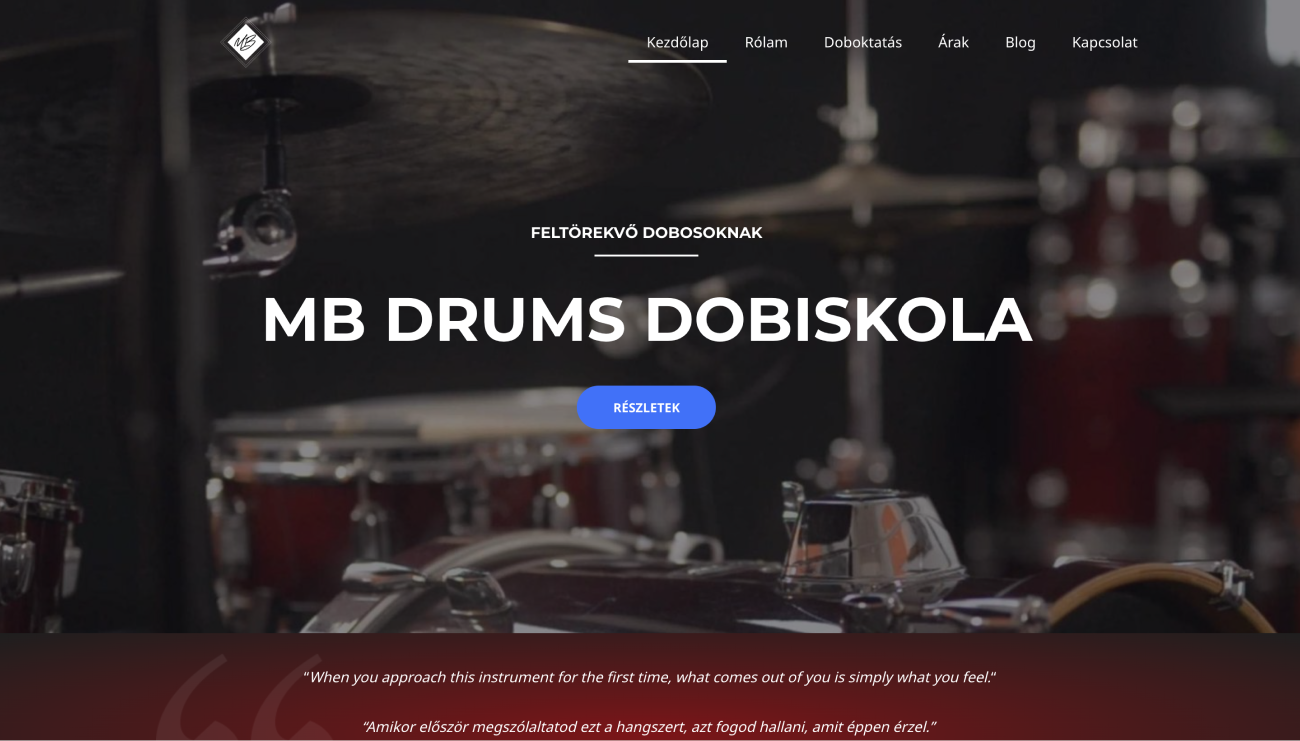 MB
Kezdőlap Rólam Doboktatás Árak Blog Kapcsolat
FELTÖREKVŐ DOBOSOKNAK
MB DRUMS DOBISKOLA
RÉSZLETEK
“When you approach this instrument for the first time, what comes out of you is simply what you feel.“
“Amikor először megszólaltatod ezt a hangszert, azt fogod hallani, amit éppen érzel.”